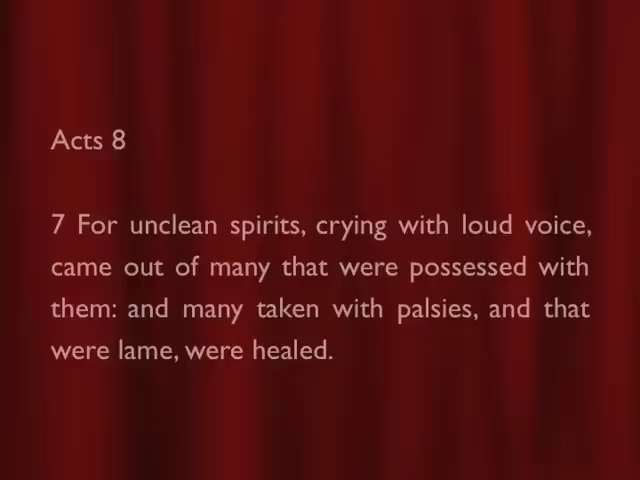 Acts 8
7 For unclean spirits, crying with loud voice,
came out of many that were possessed with
them: and many taken with palsies, and that
were lame, were healed.